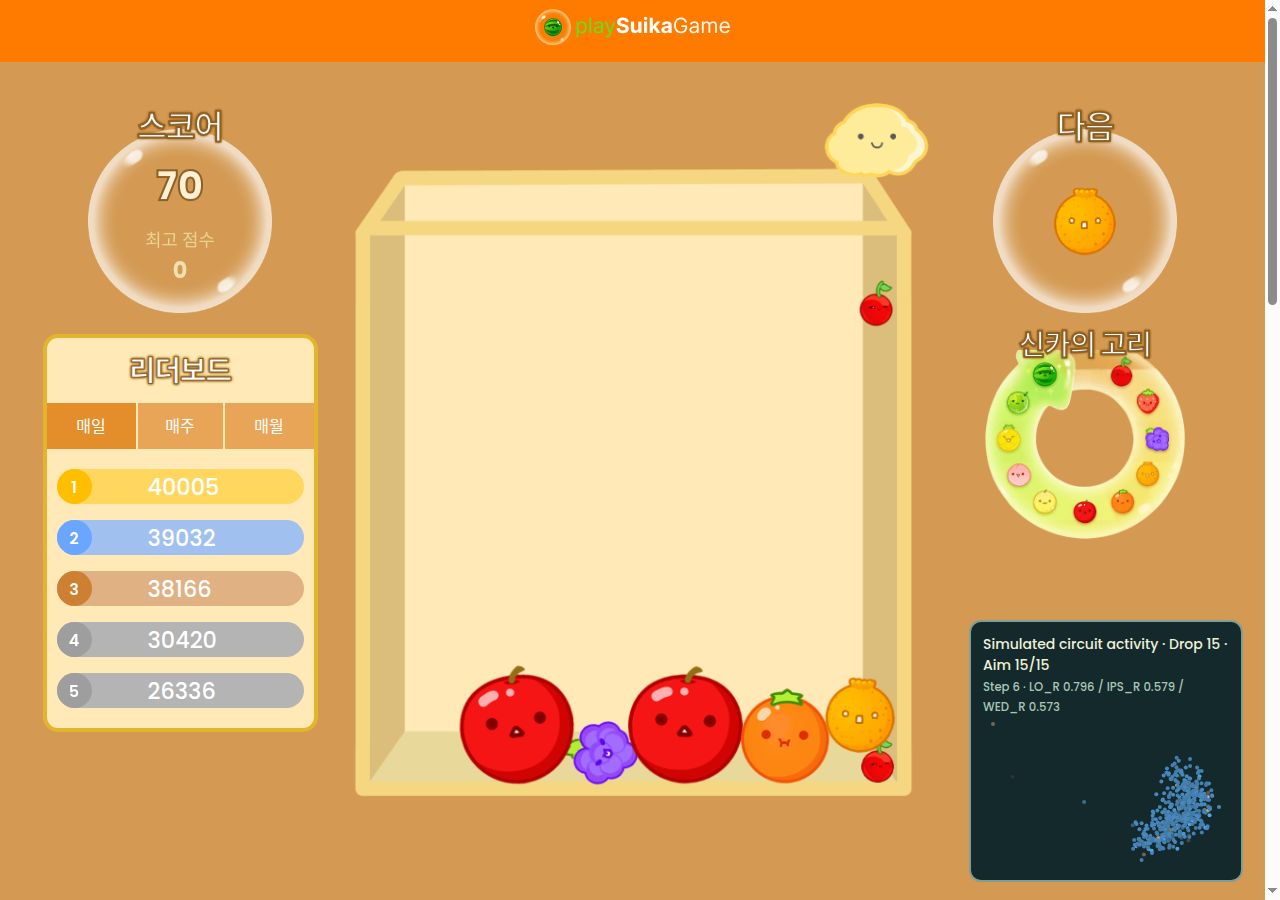 playSuikaGame
스코어
70
최고 점수
0
다음
신카의 고리
리더보드
매일 매주 매월
1 40005
2 39032
3 38166
4 30420
5 26336
Simulated circuit activity · Drop 15 ·
Aim 15/15
Step 6 · LO_R 0.796 / IPS_R 0.579 /
WED_R 0.573